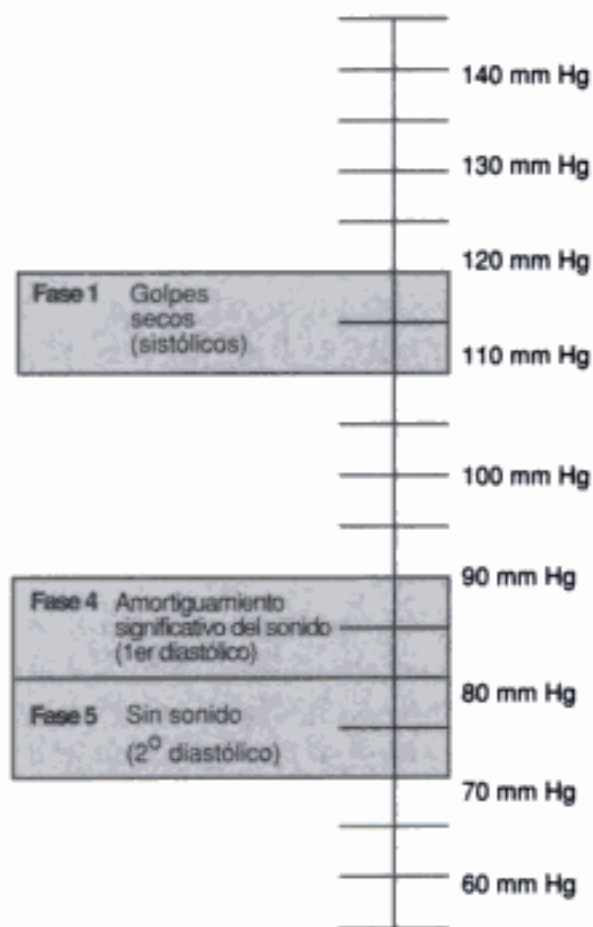 140 mm Hg
130 mm Hg
120 mm Hg
Fase 1 Golpes
secos
(sistólicos)
110 mm Hg
100 mm Hg
90 mm Hg
Fase 4 Amortiguamiento
significativo del sonido
(1er diastólico)
80 mm Hg
Fase 5 Sin sonido
(2º diastólico)
70 mm Hg
60 mm Hg